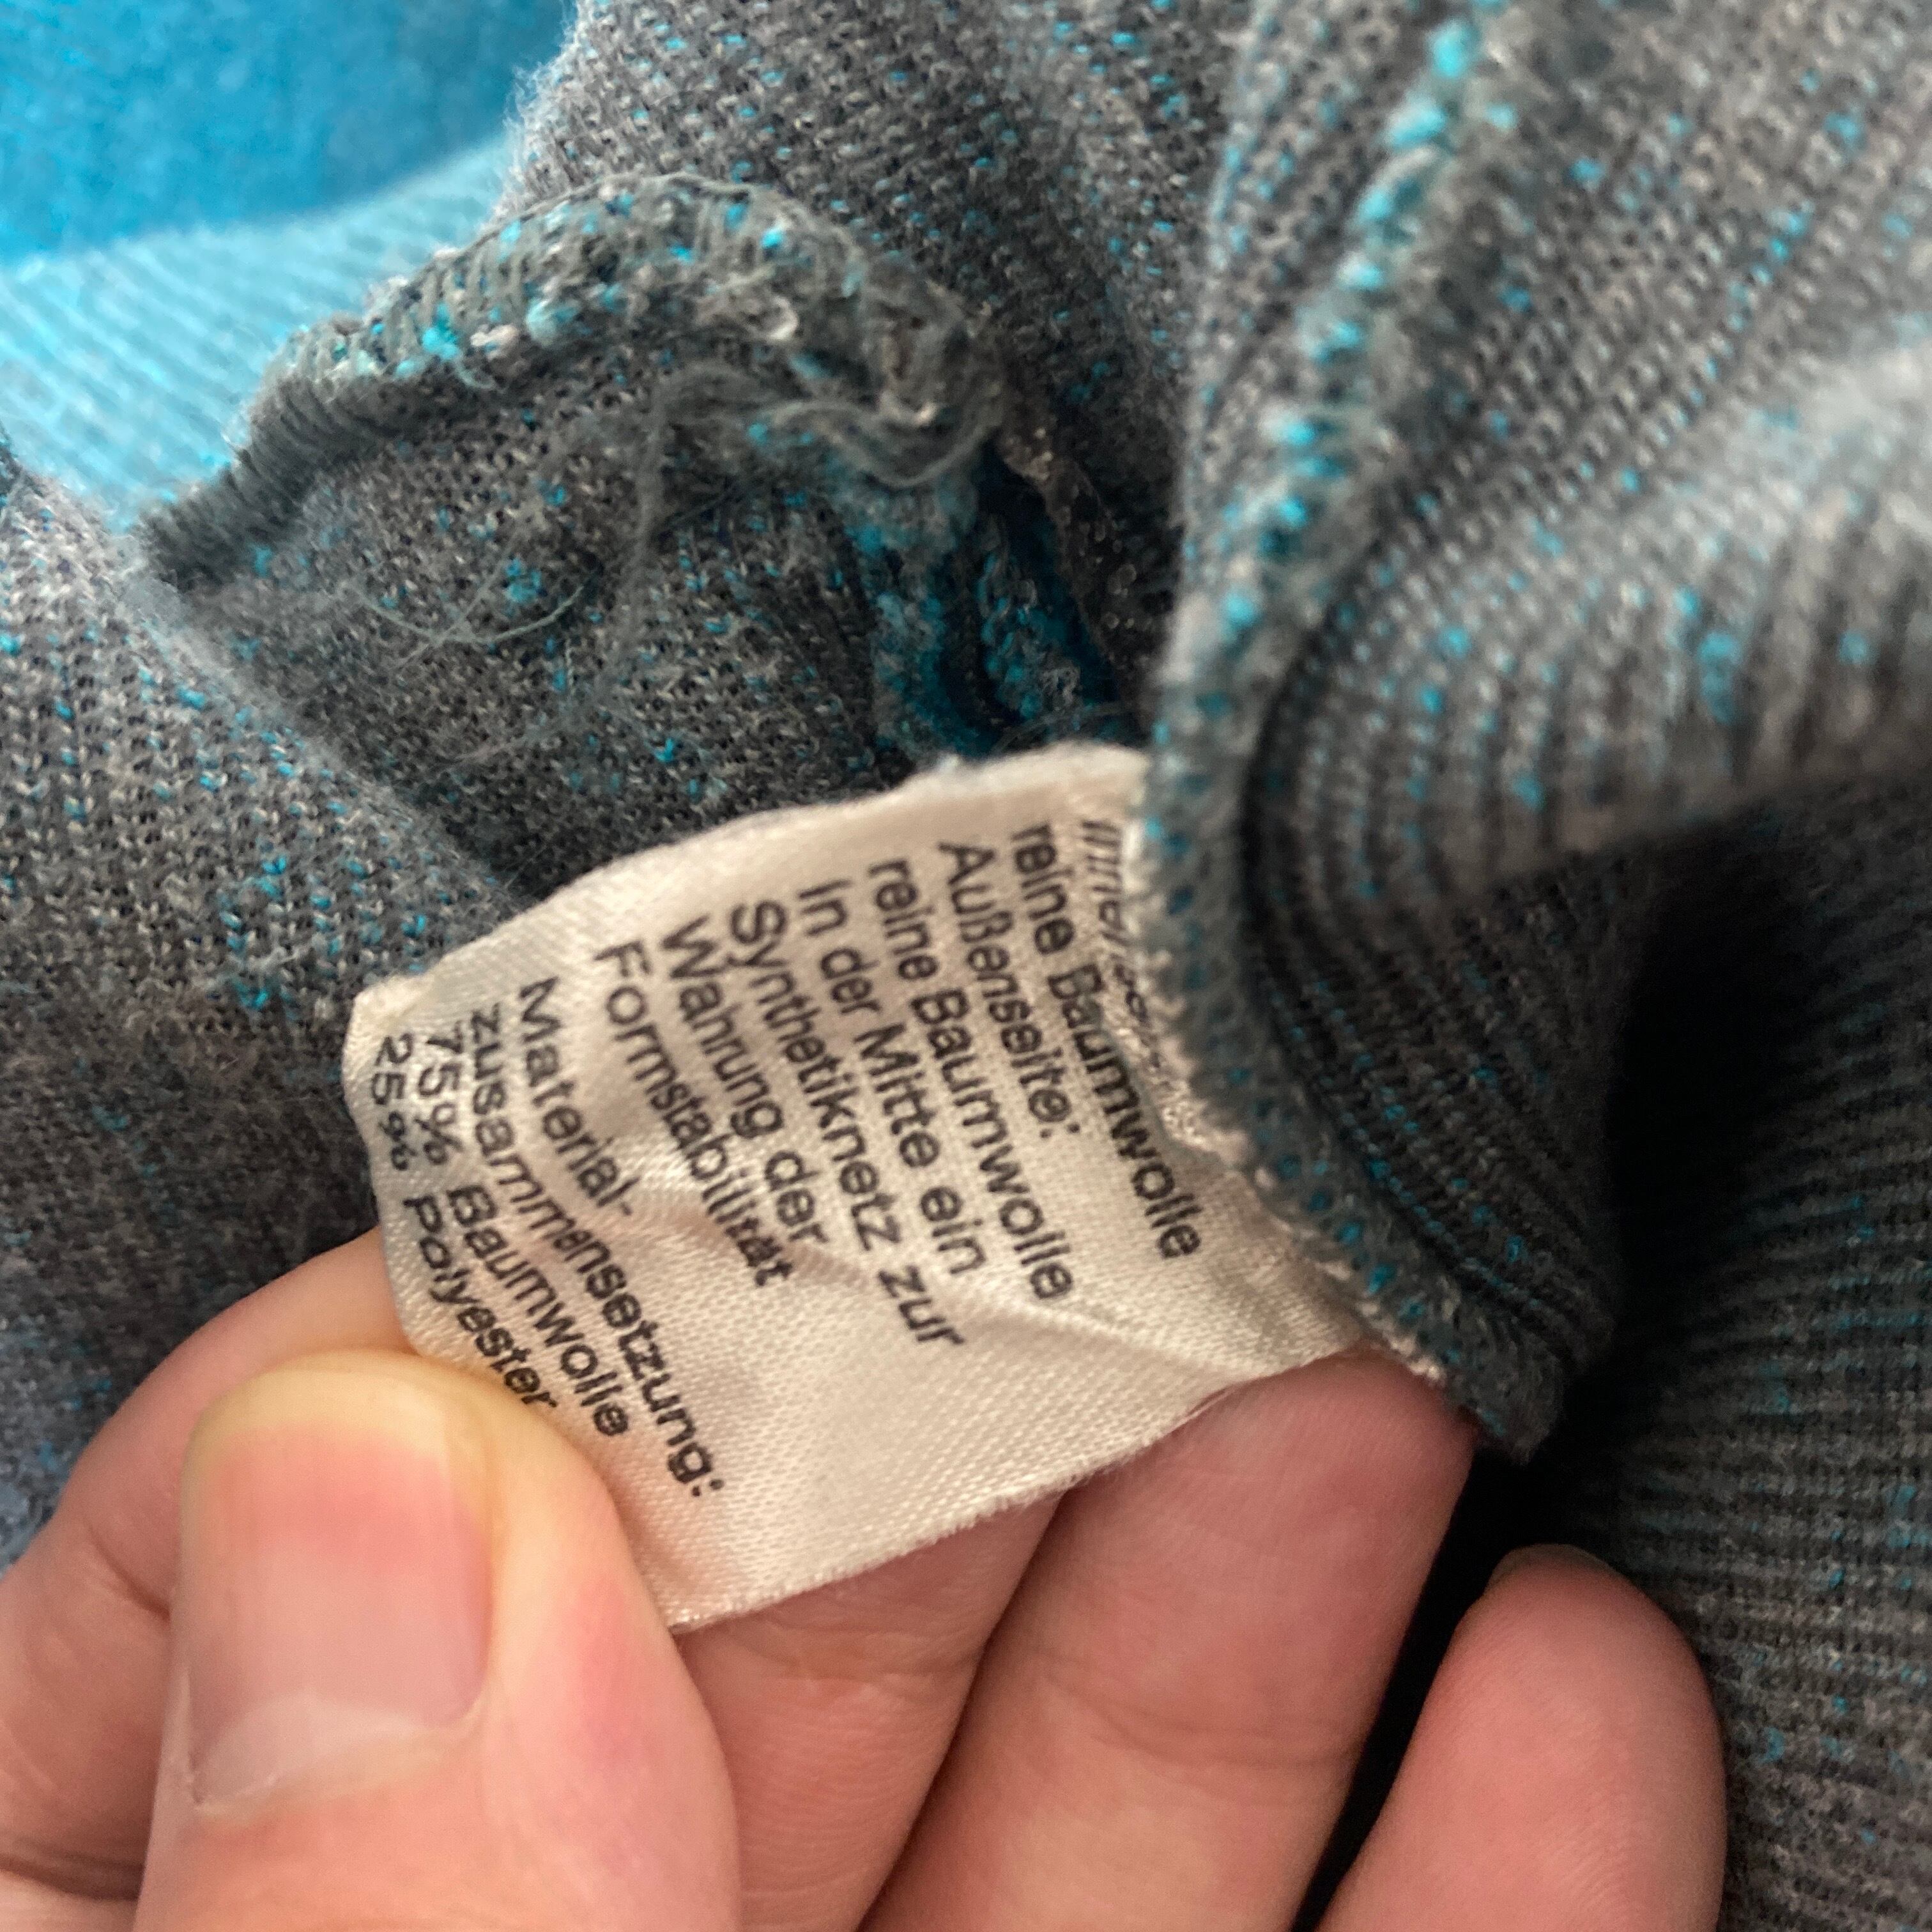 reine Baumwolle
Außenseite:
reine Baumwolle
In der Mitte ein
Synthetiknetz zur
Wahrung der
Formstabilität
Material-
zusammensetzung:
75% Baumwolle
25% Polyester